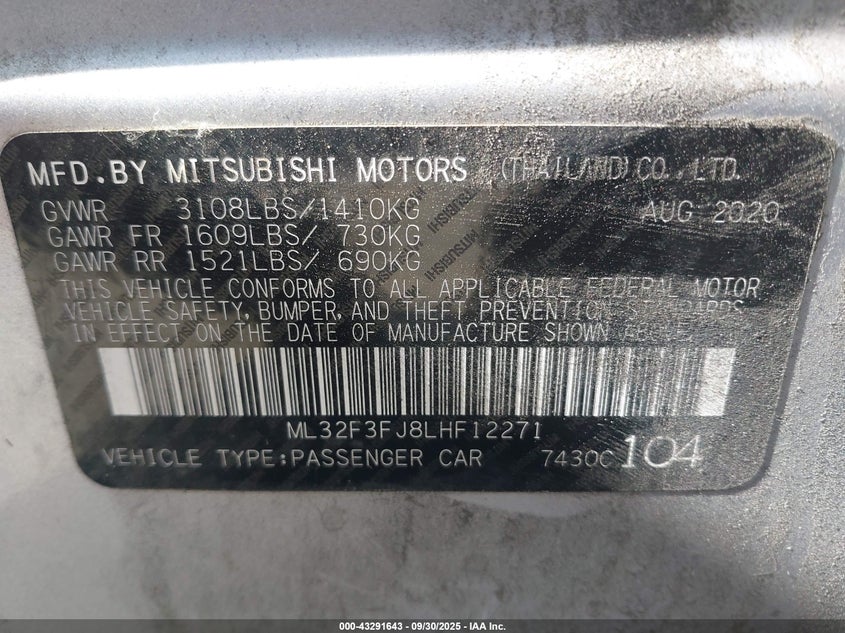 MFD.BY MITSUBISHI MOTORS (THAILAND)CO.,LTD.
GVWR 3108LBS/1410KG AUG 2020
GAWR FR 1609LBS/ 730KG
GAWR RR 1521LBS/ 690KG
THIS VEHICLE CONFORMS TO ALL APPLICABLE FEDERAL MOTOR
VEHICLE SAFETY, BUMPER, AND THEFT PREVENTION STANDARDS
IN EFFECT ON THE DATE OF MANUFACTURE SHOWN ABOVE.
ML32F3FJ8LHF12271
VEHICLE TYPE:PASSENGER CAR 7430C 104
000-43291643 - 09/30/2025 - IAA Inc.